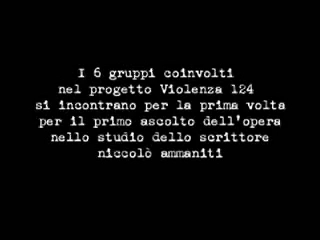 I 6 gruppi coinvolti
nel progetto Violenza 124
si incontrano per la prima volta
per il primo ascolto dell'opera
nello studio dello scrittore
niccolò ammaniti